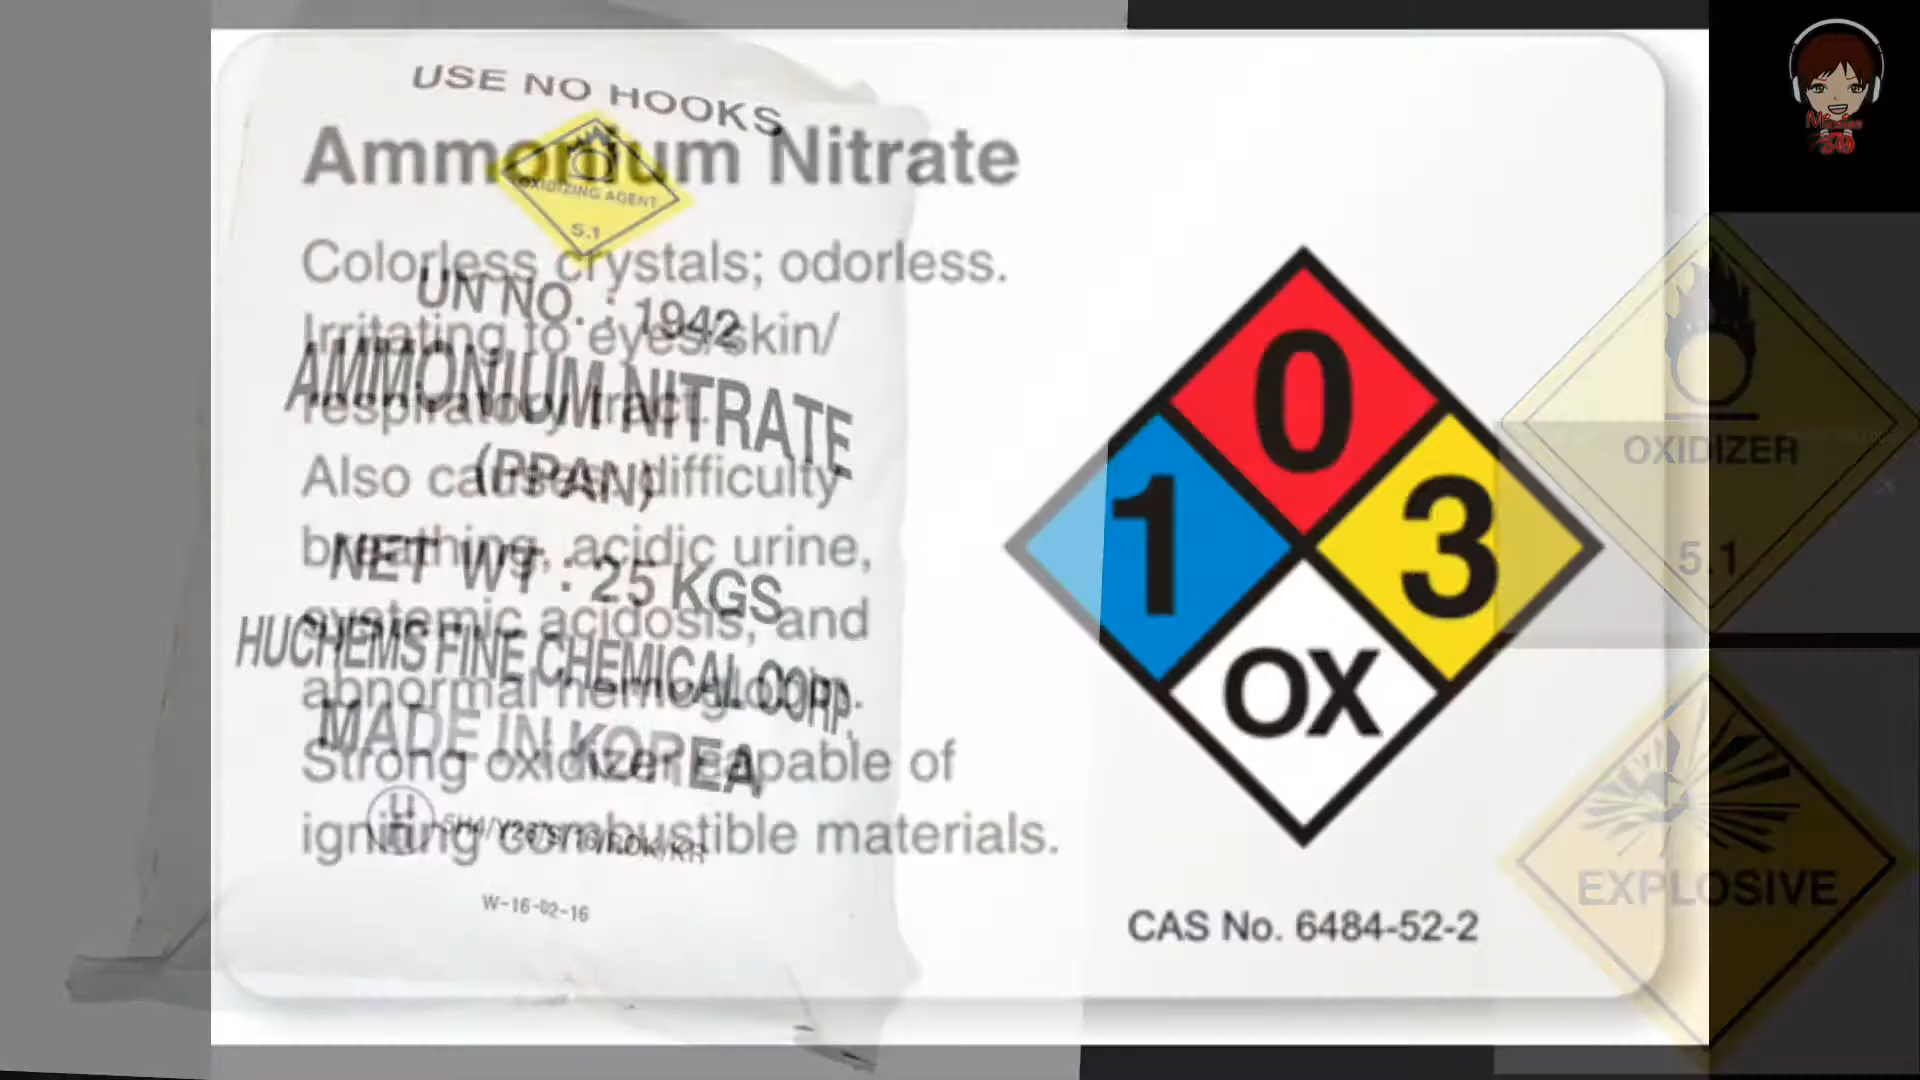 USE NO HOOKS
OXIDIZING AGENT
5.1
UN NO. : 1942
AMMONIUM NITRATE
(PPAN)
NET WT : 25 KGS
HUCHEMS FINE CHEMICAL CORP.
MADE IN KOREA
W-16-02-16
Ammonium Nitrate
Colorless crystals; odorless.
Irritating to eyes/skin/
respiratory tract.
Also causes difficulty
breathing, acidic urine,
systemic acidosis, and
abnormal hemoglobin.
Strong oxidizer capable of
igniting combustible materials.
0
1
3
OX
CAS No. 6484-52-2
OXIDIZER
5.1
EXPLOSIVE